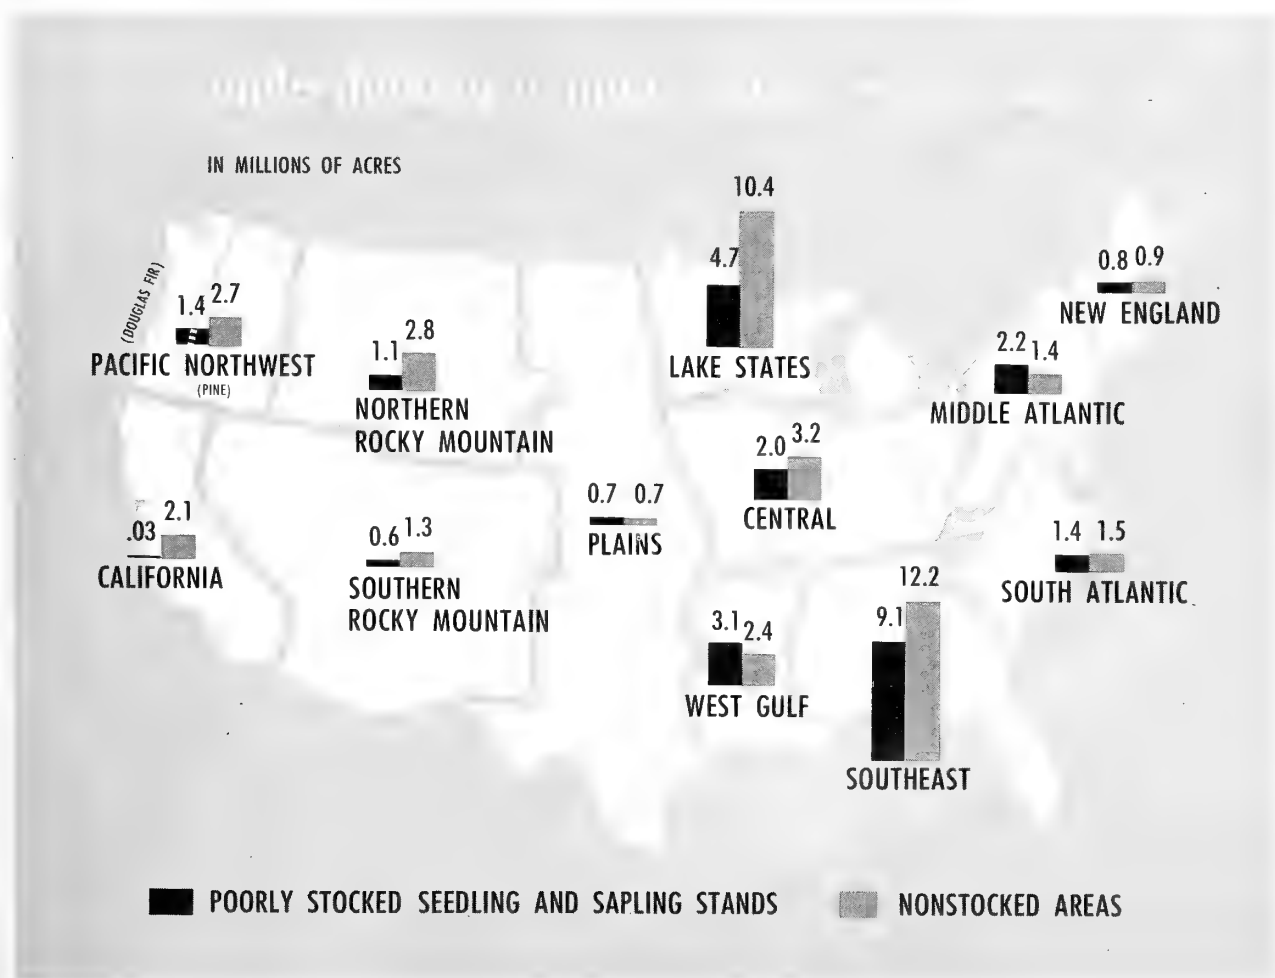 IN MILLIONS OF ACRES
10.4
4.7
LAKE STATES
0.8 0.9
NEW ENGLAND
(DOUGLAS FIR)
1.4 2.7
PACIFIC NORTHWEST
(PINE)
1.1 2.8
NORTHERN
ROCKY MOUNTAIN
2.2 1.4
MIDDLE ATLANTIC
2.0 3.2
CENTRAL
0.7 0.7
PLAINS
.03 2.1
CALIFORNIA
0.6 1.3
SOUTHERN
ROCKY MOUNTAIN
1.4 1.5
SOUTH ATLANTIC
3.1 2.4
WEST GULF
12.2
9.1
SOUTHEAST
POORLY STOCKED SEEDLING AND SAPLING STANDS
NONSTOCKED AREAS